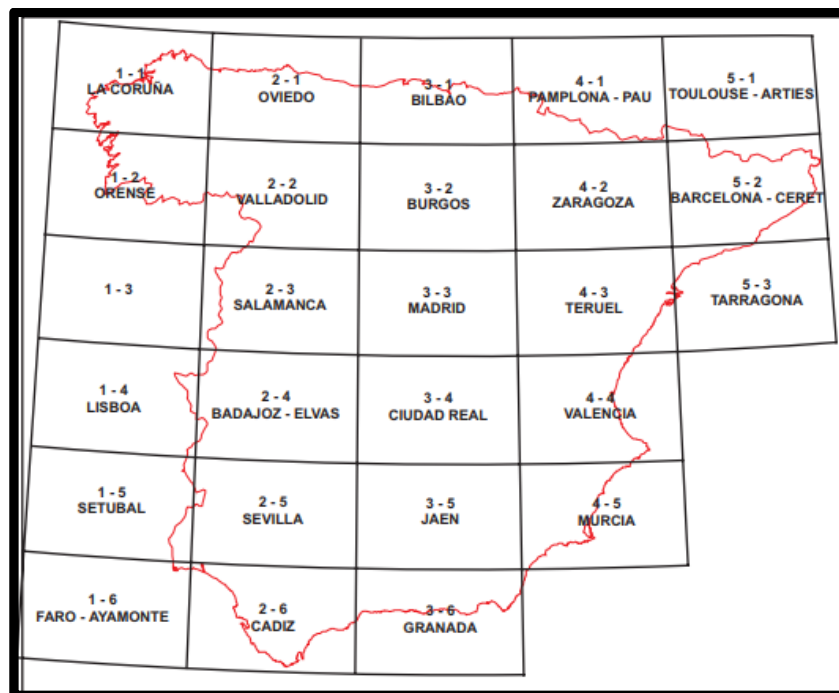 1 - 1
LA CORUÑA
2 - 1
OVIEDO
3 - 1
BILBAO
4 - 1
PAMPLONA - PAU
5 - 1
TOULOUSE - ARTIES
1 - 2
ORENSE
2 - 2
VALLADOLID
3 - 2
BURGOS
4 - 2
ZARAGOZA
5 - 2
BARCELONA - CERET
1 - 3
2 - 3
SALAMANCA
3 - 3
MADRID
4 - 3
TERUEL
5 - 3
TARRAGONA
1 - 4
LISBOA
2 - 4
BADAJOZ - ELVAS
3 - 4
CIUDAD REAL
4 - 4
VALENCIA
1 - 5
SETUBAL
2 - 5
SEVILLA
3 - 5
JAEN
4 - 5
MURCIA
1 - 6
FARO - AYAMONTE
2 - 6
CADIZ
3 - 6
GRANADA